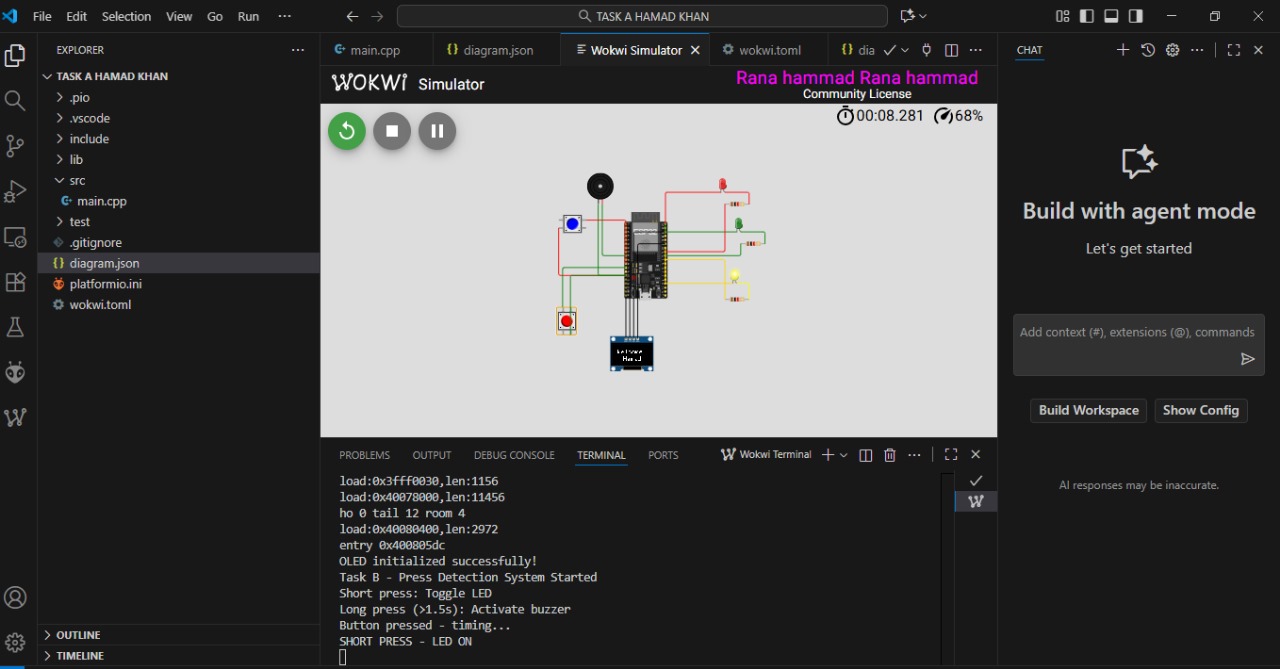 File Edit Selection View Go Run ···
TASK A HAMAD KHAN
EXPLORER
TASK A HAMAD KHAN
.pio
.vscode
include
lib
src
main.cpp
test
.gitignore
diagram.json
platformio.ini
wokwi.toml
OUTLINE
TIMELINE
main.cpp diagram.json Wokwi Simulator wokwi.toml dia
WOKWI Simulator
Rana hammad Rana hammad
Community License
00:08.281 68%
PROBLEMS OUTPUT DEBUG CONSOLE TERMINAL PORTS Wokwi Terminal
load:0x3fff0030,len:1156
load:0x40078000,len:11456
ho 0 tail 12 room 4
load:0x40080400,len:2972
entry 0x400805dc
OLED initialized successfully!
Task B - Press Detection System Started
Short press: Toggle LED
Long press (>1.5s): Activate buzzer
Button pressed - timing...
SHORT PRESS - LED ON
CHAT
Build with agent mode
Let's get started
Add context (#), extensions (@), commands
Build Workspace Show Config
AI responses may be inaccurate.